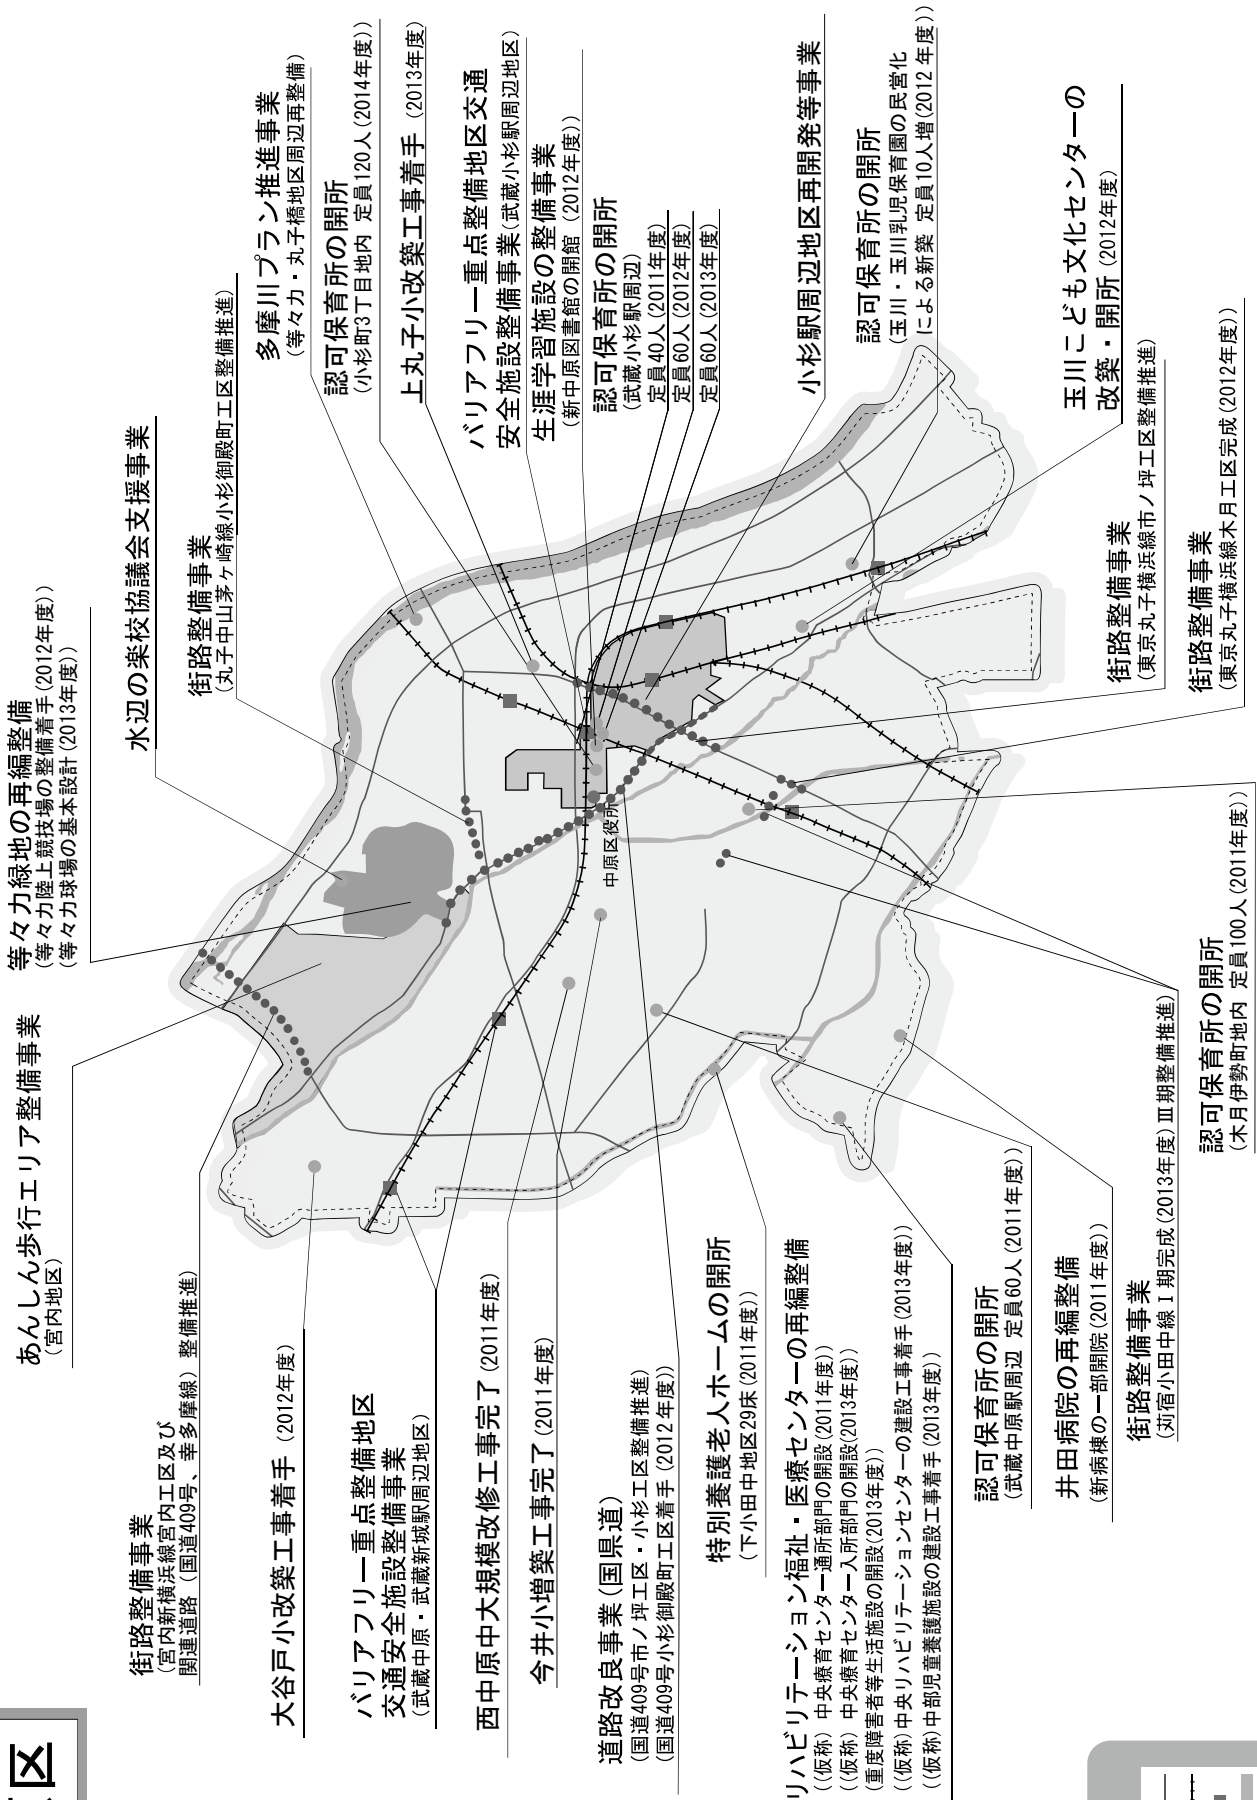 区
あんしん歩行エリア整備事業
(宮内地区)
等々力緑地の再編整備
(等々力陸上競技場の整備着手(2012年度))
(等々力球場の基本設計(2013年度))
水辺の楽校協議会支援事業
街路整備事業
(丸子中山茅ヶ崎線小杉御殿町工区整備推進)
多摩川プラン推進事業
(等々力・丸子橋地区周辺再整備)
認可保育所の開所
(小杉町3丁目地内 定員120人(2014年度))
上丸子小改築工事着手(2013年度)
バリアフリー重点整備地区交通
安全施設整備事業(武蔵小杉駅周辺地区)
生涯学習施設の整備事業
(新中原図書館の開館(2012年度))
認可保育所の開所
(武蔵小杉駅周辺)
定員40人(2011年度)
定員60人(2012年度)
定員60人(2013年度)
小杉駅周辺地区再開発等事業
認可保育所の開所
(玉川・玉川乳児保育園の民営化
による新築 定員10人増(2012年度))
玉川こども文化センターの
改築・開所(2012年度)
街路整備事業
(東京丸子横浜線市ノ坪工区整備推進)
街路整備事業
(東京丸子横浜線木月工区完成(2012年度))
中原区役所
街路整備事業
(宮内新横浜線宮内工区及び
関連道路(国道409号、幸多摩線)整備推進)
大谷戸小改築工事着手(2012年度)
バリアフリー重点整備地区
交通安全施設整備事業
(武蔵中原・武蔵新城駅周辺地区)
西中原中大規模改修工事完了(2011年度)
今井小増築工事完了(2011年度)
道路改良事業(国県道)
(国道409号市ノ坪工区・小杉工区整備推進)
(国道409号小杉御殿町工区着手(2012年度))
特別養護老人ホームの開所
(下小田中地区29床(2011年度))
リハビリテーション福祉・医療センターの再編整備
((仮称)中央療育センター通所部門の開設(2011年度))
((仮称)中央療育センター入所部門の開設(2013年度))
(重度障害者等生活施設の開設(2013年度))
((仮称)中央リハビリテーションセンターの建設工事着手(2013年度))
((仮称)中部児童養護施設の建設工事着手(2013年度))
認可保育所の開所
(武蔵中原駅周辺 定員60人(2011年度))
井田病院の再編整備
(新病棟の一部開院(2011年度))
街路整備事業
(苅宿小田中線Ⅰ期完成(2013年度)Ⅲ期整備推進)
認可保育所の開所
(木月伊勢町地内 定員100人(2011年度))